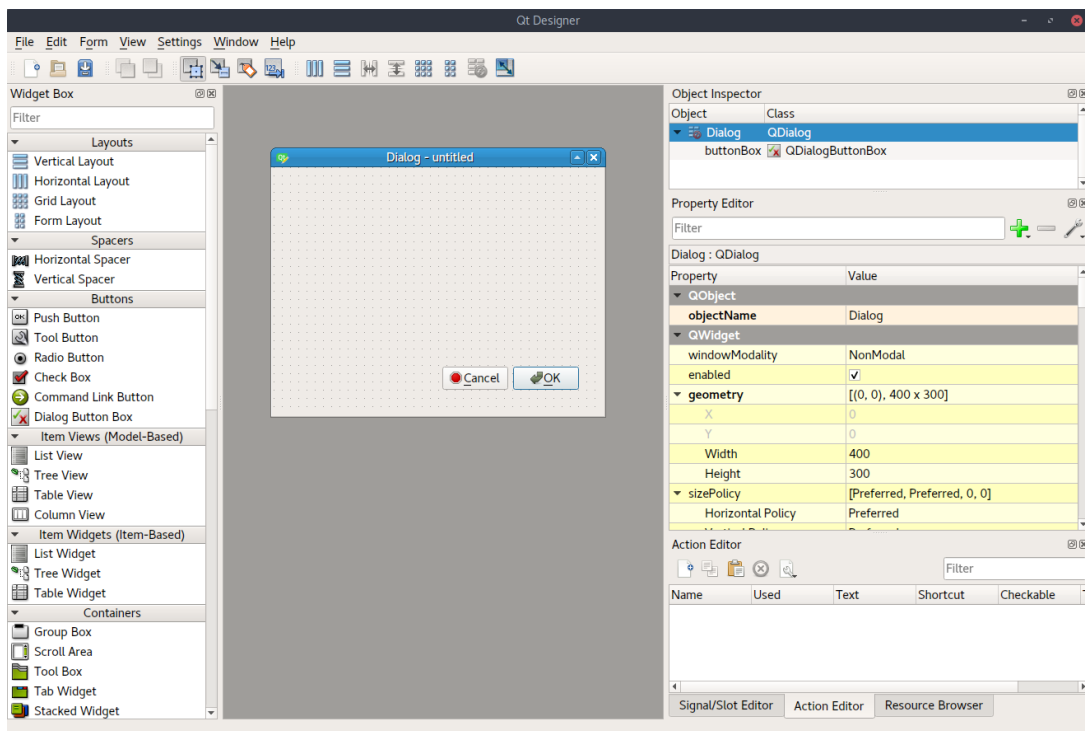 Qt Designer
File Edit Form View Settings Window Help
Widget Box
Filter
Layouts
Vertical Layout
Horizontal Layout
Grid Layout
Form Layout
Spacers
Horizontal Spacer
Vertical Spacer
Buttons
OK Push Button
Tool Button
Radio Button
Check Box
Command Link Button
Dialog Button Box
Item Views (Model-Based)
List View
Tree View
Table View
Column View
Item Widgets (Item-Based)
List Widget
Tree Widget
Table Widget
Containers
Group Box
Scroll Area
Tool Box
Tab Widget
Stacked Widget
Dialog - untitled
Cancel OK
Object Inspector
Object Class
Dialog QDialog
buttonBox QDialogButtonBox
Property Editor
Filter
Dialog : QDialog
Property Value
QObject
objectName Dialog
QWidget
windowModality NonModal
enabled
geometry [(0, 0), 400 x 300]
X 0
Y 0
Width 400
Height 300
sizePolicy [Preferred, Preferred, 0, 0]
Horizontal Policy Preferred
Action Editor
Filter
Name Used Text Shortcut Checkable
Signal/Slot Editor Action Editor Resource Browser